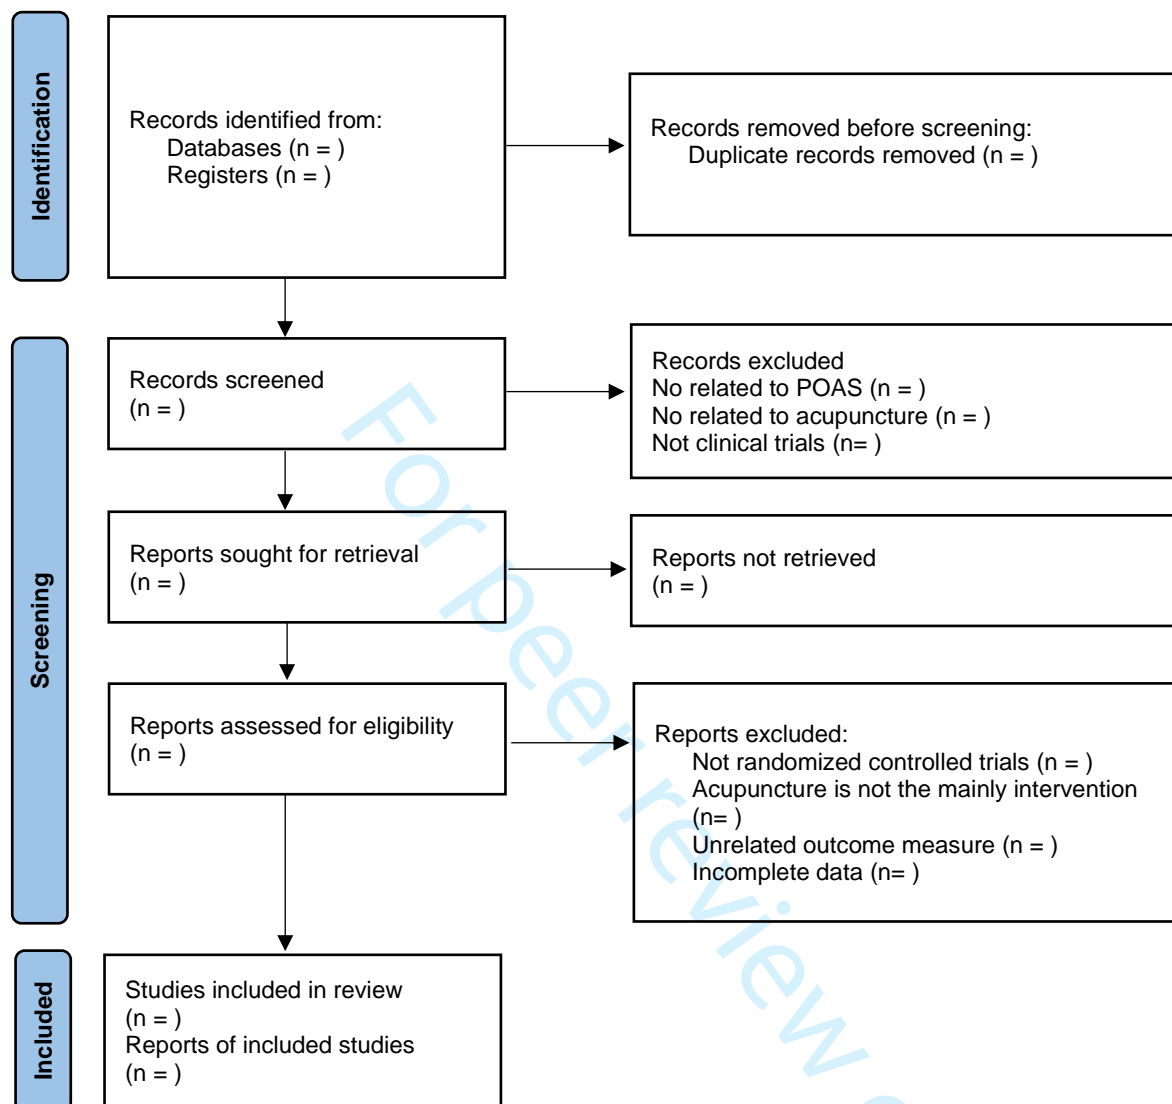 Identification
Records identified from:
Databases (n = )
Registers (n = )
Records removed before screening:
Duplicate records removed (n = )
Screening
Records screened
(n = )
Records excluded
No related to POAS (n = )
No related to acupuncture (n = )
Not clinical trials (n= )
Reports sought for retrieval
(n = )
Reports not retrieved
(n = )
Reports assessed for eligibility
(n = )
Reports excluded:
Not randomized controlled trials (n = )
Acupuncture is not the mainly intervention
(n= )
Unrelated outcome measure (n = )
Incomplete data (n= )
Included
Studies included in review
(n = )
Reports of included studies
(n = )
For peer review